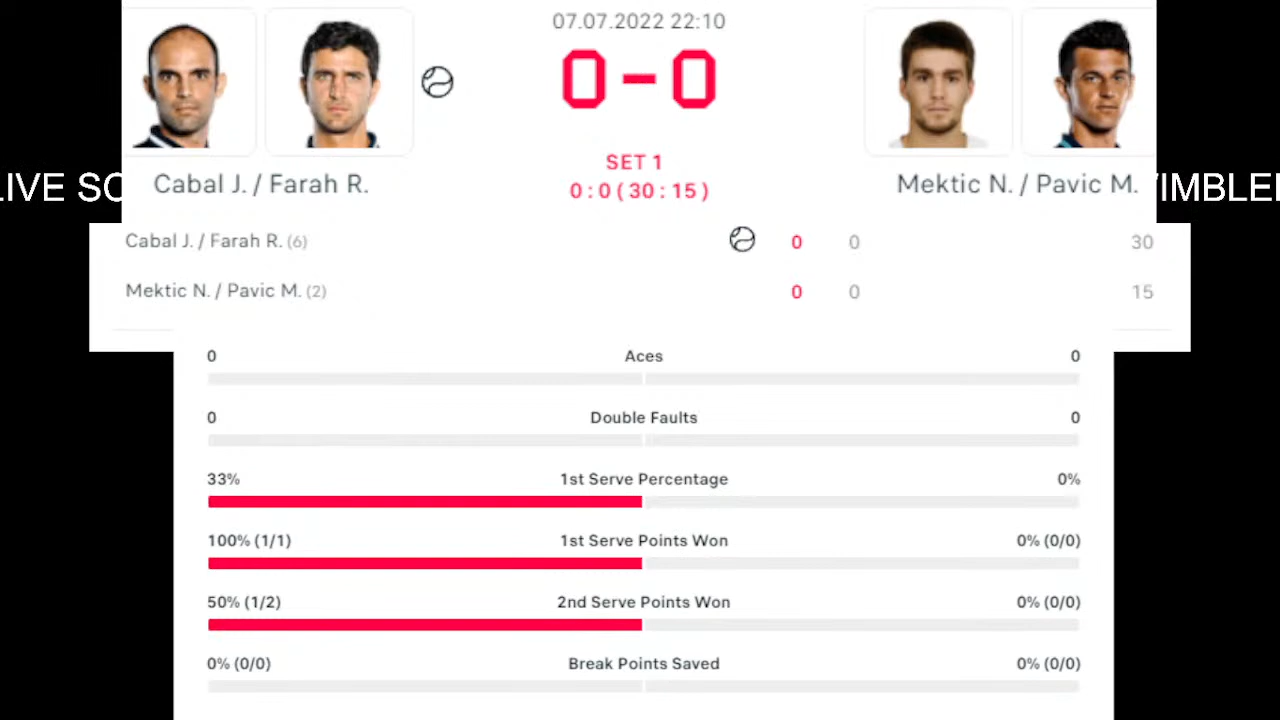 07.07.2022 22:10
0 - 0
SET 1
0 : 0 ( 30 : 15 )
LIVE SC
Cabal J. / Farah R.
Mektic N. / Pavic M.
IMBLE
Cabal J. / Farah R. (6) 0 0 30
Mektic N. / Pavic M. (2) 0 0 15
0 Aces 0
0 Double Faults 0
33% 1st Serve Percentage 0%
100% (1/1) 1st Serve Points Won 0% (0/0)
50% (1/2) 2nd Serve Points Won 0% (0/0)
0% (0/0) Break Points Saved 0% (0/0)